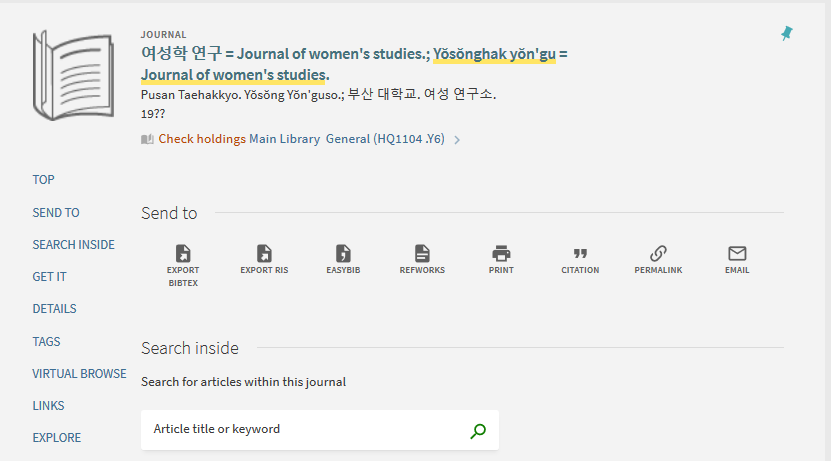 JOURNAL
여성학 연구 = Journal of women's studies.; Yŏsŏnghak yŏn'gu =
Journal of women's studies.
Pusan Taehakkyo. Yŏsŏng Yŏn'guso.; 부산 대학교. 여성 연구소.
19??
Check holdings Main Library General (HQ1104 .Y6)
TOP
SEND TO
SEARCH INSIDE
GET IT
DETAILS
TAGS
VIRTUAL BROWSE
LINKS
EXPLORE
Send to
EXPORT BIBTEX
EXPORT RIS
EASYBIB
REFWORKS
PRINT
CITATION
PERMALINK
EMAIL
Search inside
Search for articles within this journal
Article title or keyword